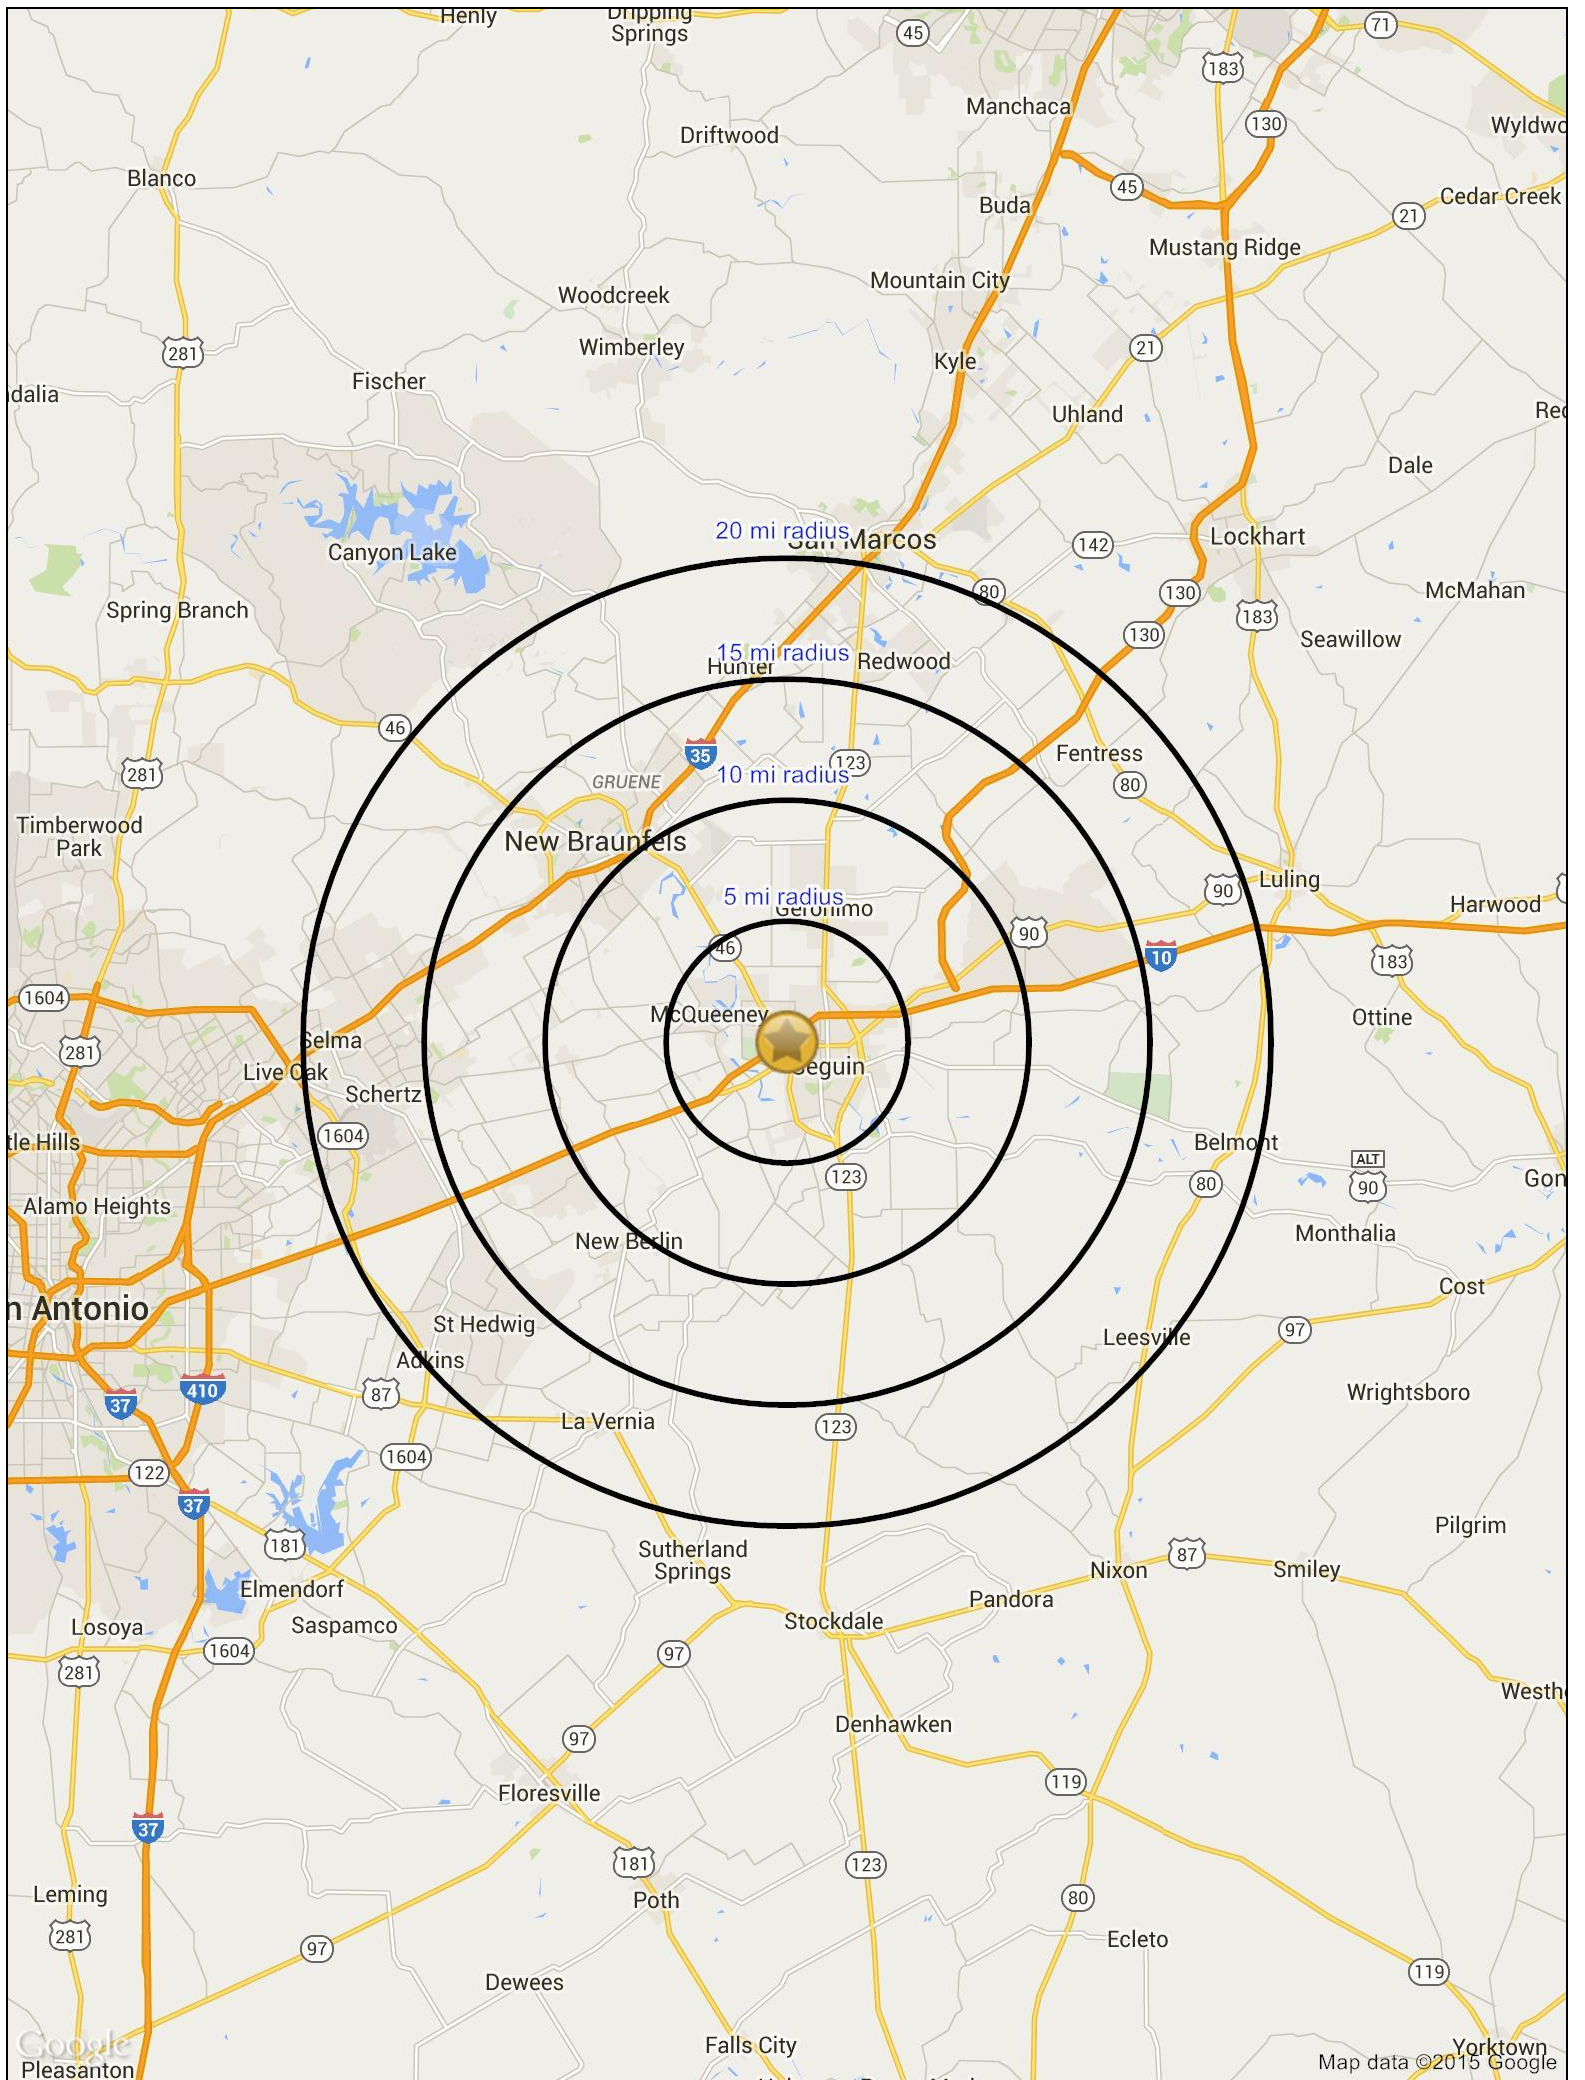 Henly
Dripping
Springs
45
71
183
Manchaca
130
Wyldwo
Driftwood
Blanco
45
Cedar Creek
Buda
21
Mustang Ridge
Mountain City
Woodcreek
Wimberley
281
21
Kyle
Fischer
dalia
Uhland
Red
Dale
20 mi radius
San Marcos
142
Lockhart
Canyon Lake
80
130
McMahan
Spring Branch
183
130
Seawillow
15 mi radius
Hunter
Redwood
46
35
Fentress
123
281
10 mi radius
GRUENE
80
Timberwood
Park
New Braunfels
Luling
90
5 mi radius
Geronimo
Harwood
90
46
10
183
1604
McQueeney
Ottine
Selma
281
Seguin
Live Oak
Schertz
1604
tle Hills
Belmont
ALT
90
123
Gon
80
Alamo Heights
New Berlin
Monthalia
Cost
n Antonio
St Hedwig
97
Leesville
Adkins
87
410
Wrightsboro
37
La Vernia
123
1604
122
37
Pilgrim
181
Sutherland
Springs
87
Nixon
Smiley
Elmendorf
Pandora
Saspamco
Stockdale
Losoya
1604
97
281
Westh
Denhawken
97
119
Floresville
37
181
123
Leming
Poth
80
281
97
Ecleto
119
Dewees
Google
Falls City
Yorktown
Pleasanton
Map data ©2015 Google